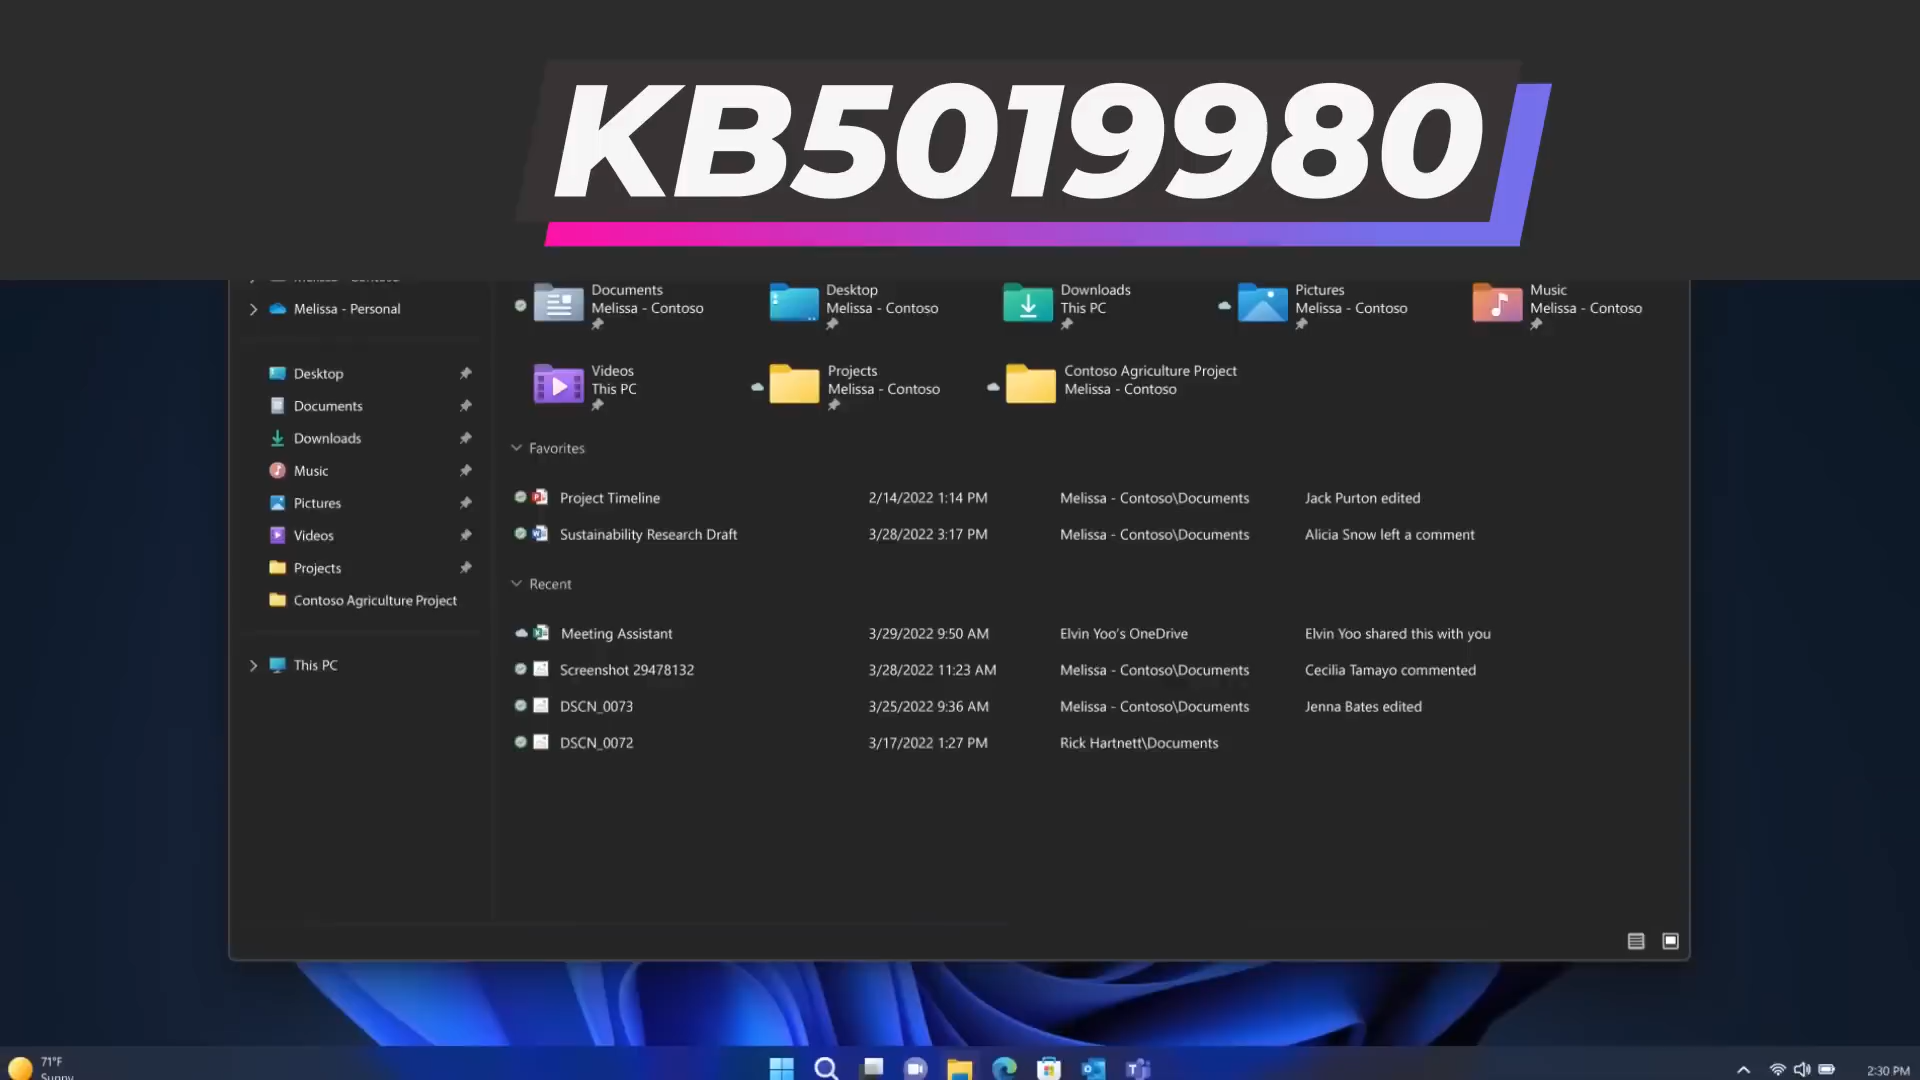 KB5019980
Melissa - Personal
Desktop
Documents
Downloads
Music
Pictures
Videos
Projects
Contoso Agriculture Project
This PC
Documents
Melissa - Contoso
Desktop
Melissa - Contoso
Downloads
This PC
Pictures
Melissa - Contoso
Music
Melissa - Contoso
Videos
This PC
Projects
Melissa - Contoso
Contoso Agriculture Project
Melissa - Contoso
Favorites
Project Timeline 2/14/2022 1:14 PM Melissa - Contoso\Documents Jack Purton edited
Sustainability Research Draft 3/28/2022 3:17 PM Melissa - Contoso\Documents Alicia Snow left a comment
Recent
Meeting Assistant 3/29/2022 9:50 AM Elvin Yoo's OneDrive Elvin Yoo shared this with you
Screenshot 29478132 3/28/2022 11:23 AM Melissa - Contoso\Documents Cecilia Tamayo commented
DSCN_0073 3/25/2022 9:36 AM Melissa - Contoso\Documents Jenna Bates edited
DSCN_0072 3/17/2022 1:27 PM Rick Hartnett\Documents
71°F
Sunny
2:30 PM